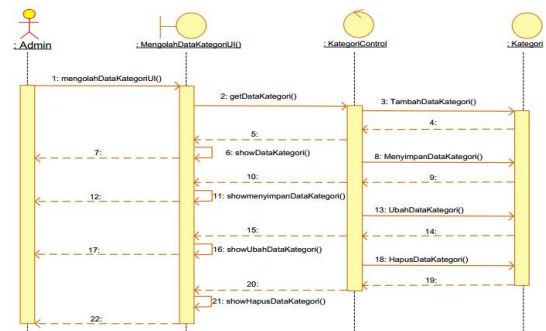 : Admin
: MengolahDataKategoriUI()
: KategoriControl
: Kategori
1: mengolahDataKategoriUI()
2: getDataKategori()
3: TambahDataKategori()
4:
5:
6: showDataKategori()
7:
8: MenyimpanDataKategori()
9:
10:
11: showmenyimpanDataKategori()
12:
13: UbahDataKategori()
14:
15:
16: showUbahDataKategori()
17:
18: HapusDataKategori()
19:
20:
21: showHapusDataKategori()
22: